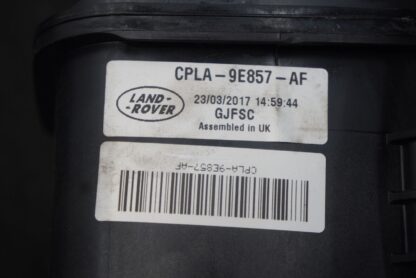 CPLA-9E857-AF
LAND-
-ROVER
23/03/2017 14:59:44
GJFSC
Assembled in UK
CPLA-9E857-AF